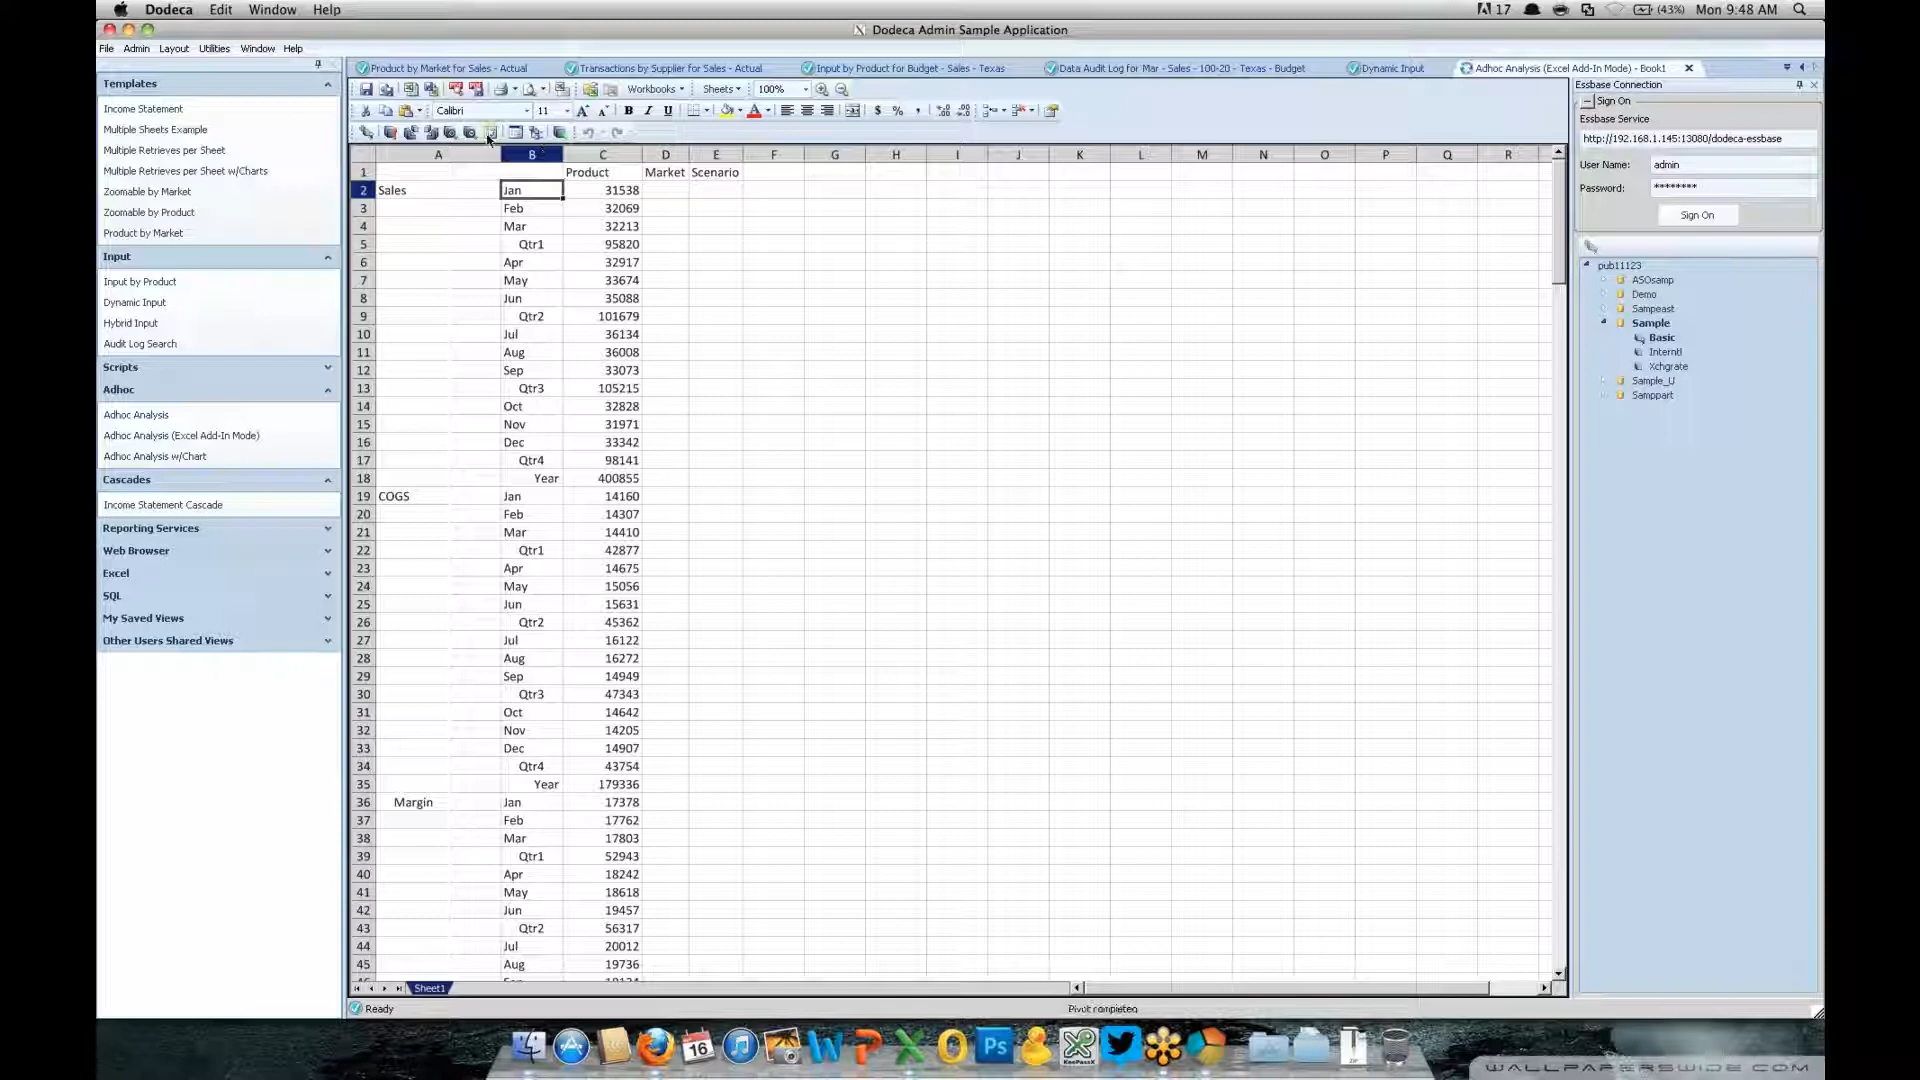 Dodeca Edit Window Help
17 (43%) Mon 9:48 AM
Dodeca Admin Sample Application
File Admin Layout Utilities Window Help
Templates
Income Statement
Multiple Sheets Example
Multiple Retrieves per Sheet
Multiple Retrieves per Sheet w/Charts
Zoomable by Market
Zoomable by Product
Product by Market
Input
Input by Product
Dynamic Input
Hybrid Input
Audit Log Search
Scripts
Adhoc
Adhoc Analysis
Adhoc Analysis (Excel Add-In Mode)
Adhoc Analysis w/Chart
Cascades
Income Statement Cascade
Reporting Services
Web Browser
Excel
SQL
My Saved Views
Other Users Shared Views
Product by Market for Sales - Actual
Transactions by Supplier for Sales - Actual
Input by Product for Budget - Sales - Texas
Data Audit Log for Mar - Sales - 100-20 - Texas - Budget
Dynamic Input
Adhoc Analysis (Excel Add-In Mode) - Book1
Workbooks Sheets 100%
Calibri 11 B I U $ % ,
A B C D E F G H I J K L M N O P Q R
1 Product Market Scenario
2 Sales Jan 31538
3 Feb 32069
4 Mar 32213
5 Qtr1 95820
6 Apr 32917
7 May 33674
8 Jun 35088
9 Qtr2 101679
10 Jul 36134
11 Aug 36008
12 Sep 33073
13 Qtr3 105215
14 Oct 32828
15 Nov 31971
16 Dec 33342
17 Qtr4 98141
18 Year 400855
19 COGS Jan 14160
20 Feb 14307
21 Mar 14410
22 Qtr1 42877
23 Apr 14675
24 May 15056
25 Jun 15631
26 Qtr2 45362
27 Jul 16122
28 Aug 16272
29 Sep 14949
30 Qtr3 47343
31 Oct 14642
32 Nov 14205
33 Dec 14907
34 Qtr4 43754
35 Year 179336
36 Margin Jan 17378
37 Feb 17762
38 Mar 17803
39 Qtr1 52943
40 Apr 18242
41 May 18618
42 Jun 19457
43 Qtr2 56317
44 Jul 20012
45 Aug 19736
Sheet1
Ready
Pivot completed
Essbase Connection
Sign On
Essbase Service
http://192.168.1.145:13080/dodeca-essbase
User Name: admin
Password: ********
Sign On
pub11123
ASOsamp
Demo
Sampeast
Sample
Basic
Interntl
Xchgrate
Sample_U
Samppart
16
Ps
KeePassX
ZIP
WALLPAPERSWIDE.COM